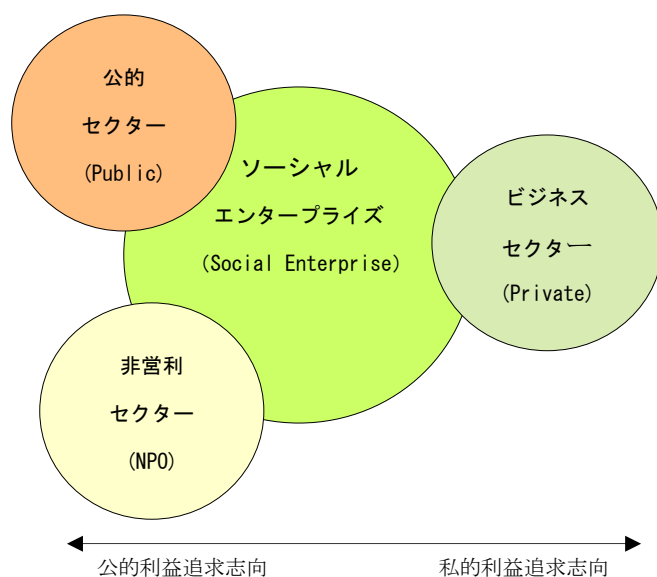 公的
セクター
(Public)
ソーシャル
エンタープライズ
(Social Enterprise)
ビジネス
セクター
(Private)
非営利
セクター
(NPO)
公的利益追求志向
私的利益追求志向